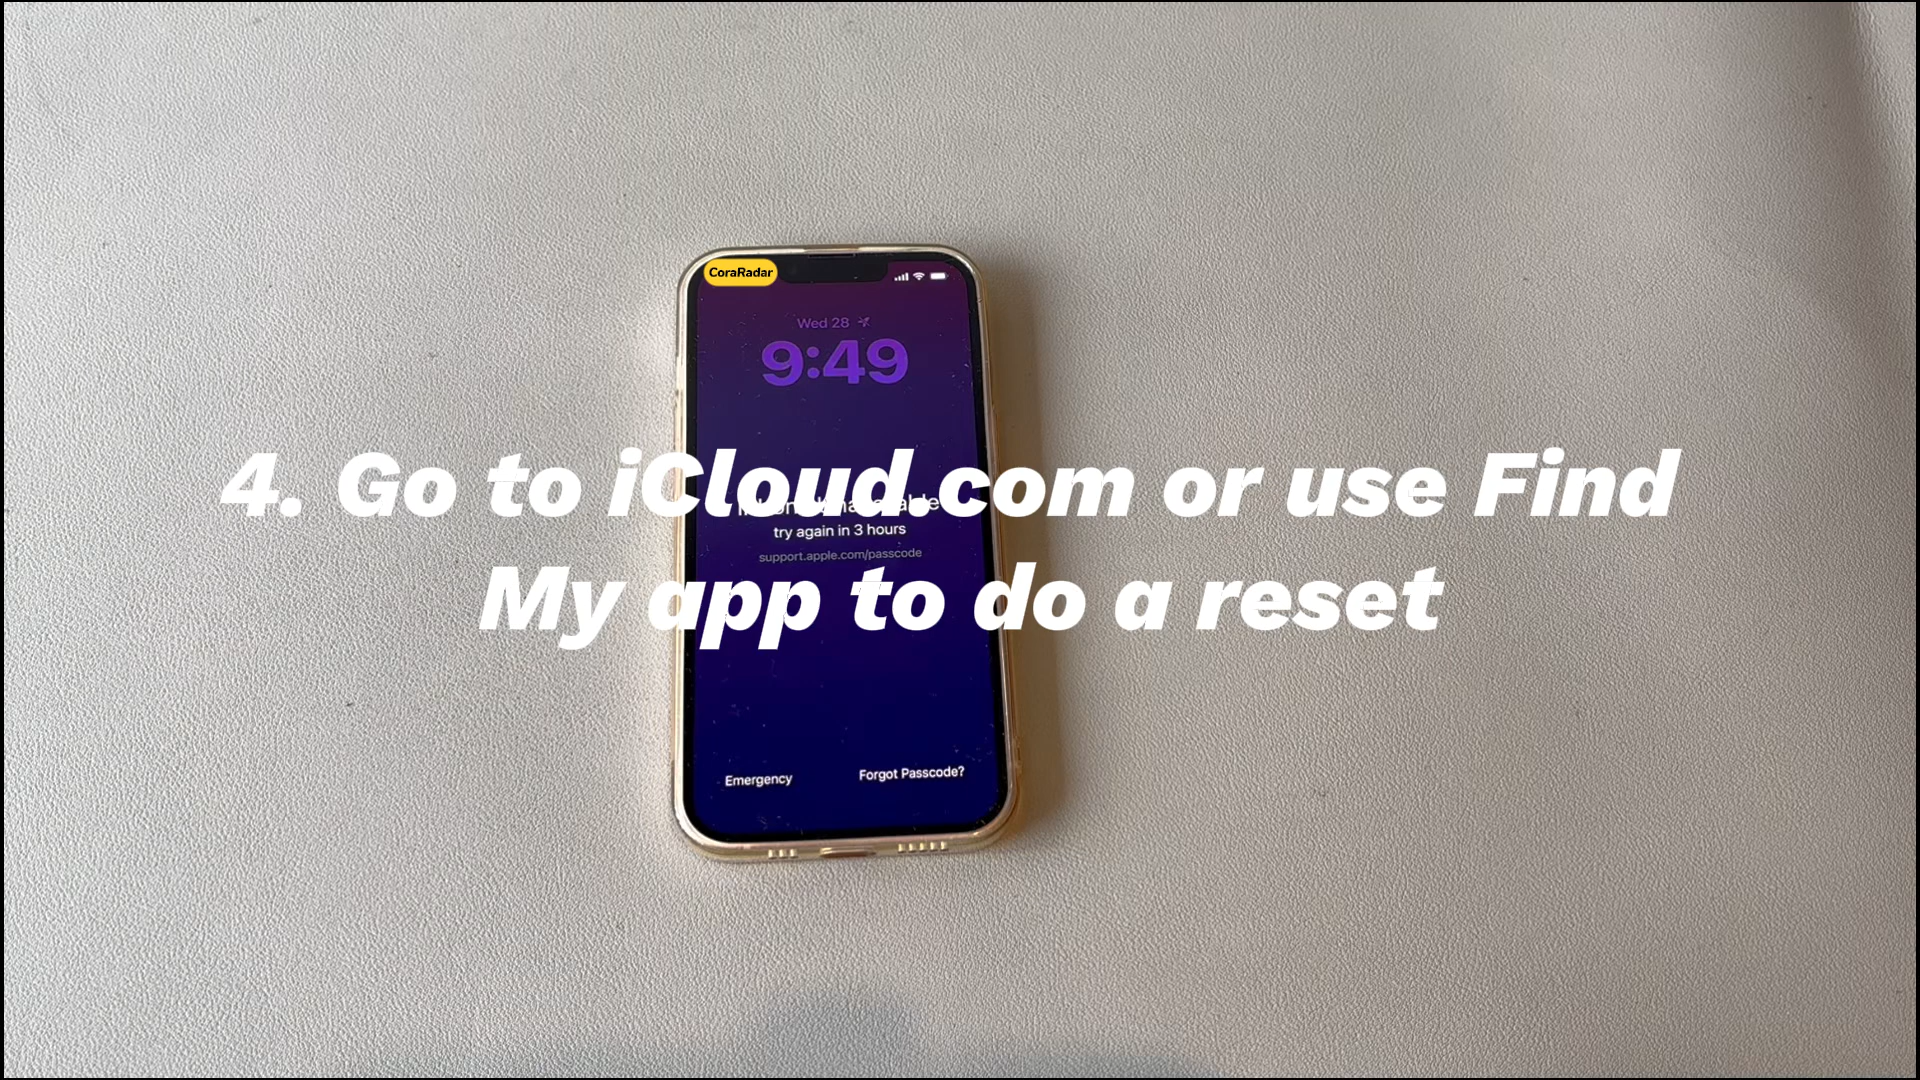 CoraRadar
Wed 28
9:49
4. Go to iCloud.com or use Find
try again in 3 hours
support.apple.com/passcode
My app to do a reset
Emergency
Forgot Passcode?